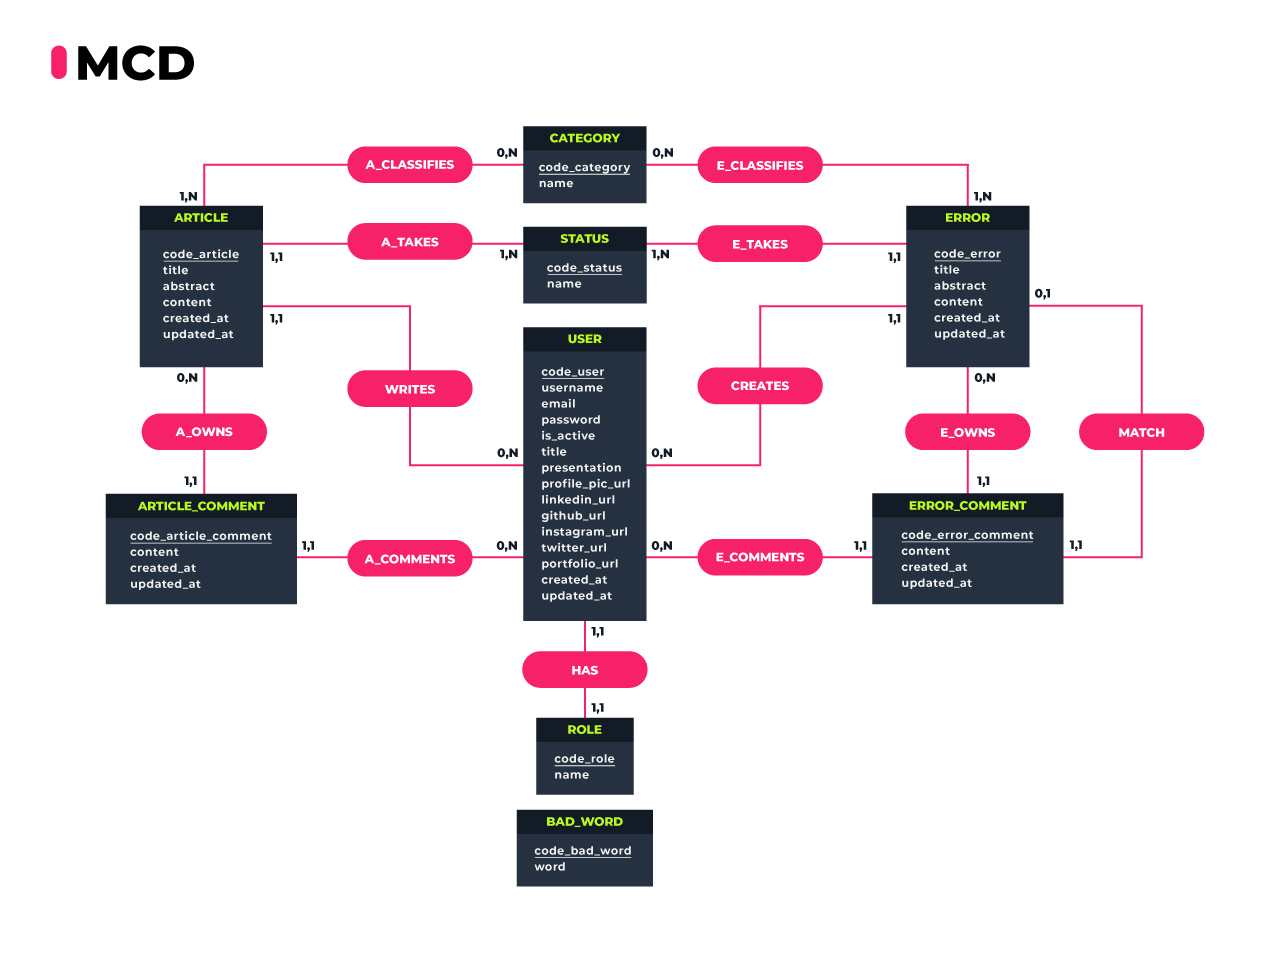 MCD
CATEGORY
code_category
name
0,N
0,N
A_CLASSIFIES
E_CLASSIFIES
1,N
1,N
ARTICLE
code_article
title
abstract
content
created_at
updated_at
1,1
A_TAKES
1,N
STATUS
code_status
name
1,N
E_TAKES
1,1
ERROR
code_error
title
abstract
content
created_at
updated_at
0,1
1,1
WRITES
0,N
USER
code_user
username
email
password
is_active
title
presentation
profile_pic_url
linkedin_url
github_url
instagram_url
twitter_url
portfolio_url
created_at
updated_at
1,1
CREATES
0,N
0,N
A_OWNS
1,1
0,N
E_OWNS
1,1
MATCH
1,1
ARTICLE_COMMENT
code_article_comment
content
created_at
updated_at
1,1
A_COMMENTS
0,N
0,N
E_COMMENTS
1,1
ERROR_COMMENT
code_error_comment
content
created_at
updated_at
1,1
HAS
1,1
ROLE
code_role
name
BAD_WORD
code_bad_word
word